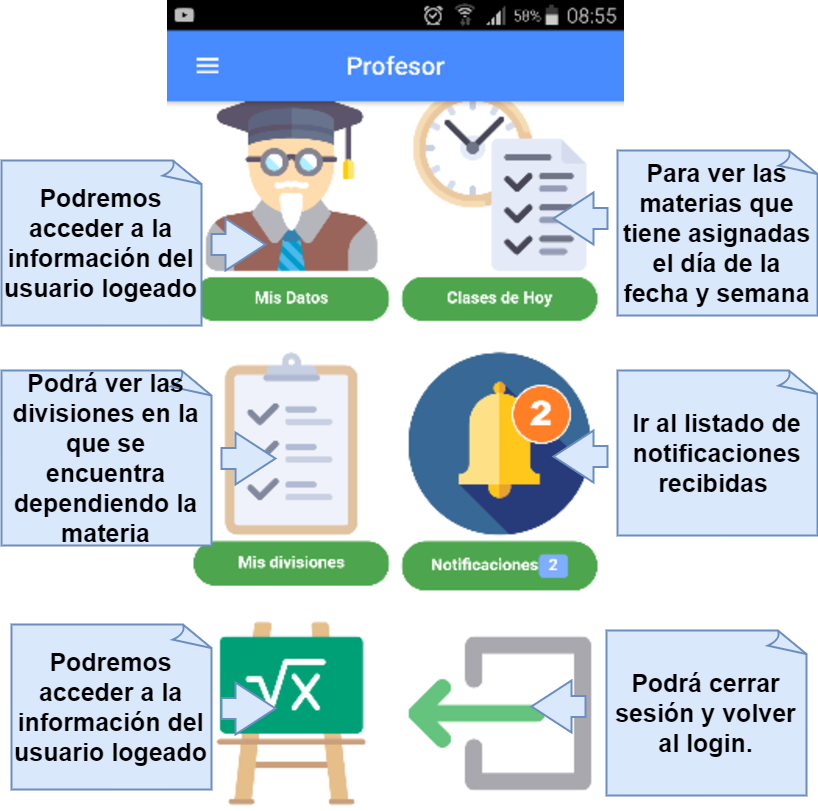 58% 08:55
Profesor
Podremos
acceder a la
información del
usuario logeado
Para ver las
materias que
tiene asignadas
el día de la
fecha y semana
Mis Datos
Clases de Hoy
Podrá ver las
divisiones en la
que se
encuentra
dependiendo la
materia
2
Ir al listado de
notificaciones
recibidas
Mis divisiones
Notificaciones 2
Podremos
acceder a la
información del
usuario logeado
√x
Podrá cerrar
sesión y volver
al login.